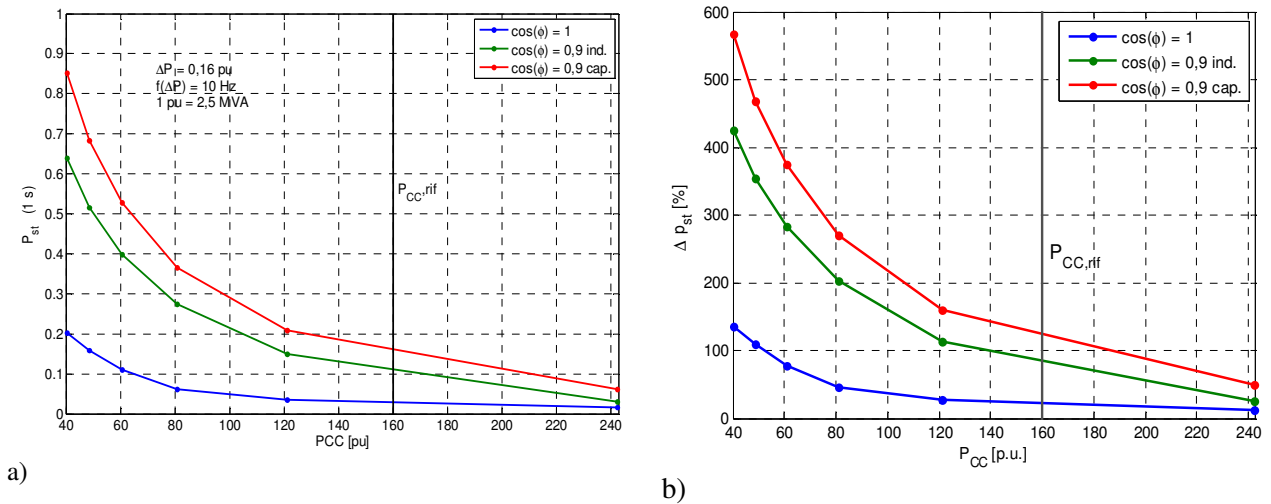 1
0.9
0.8
0.7
0.6
0.5
0.4
0.3
0.2
0.1
0
P_st (1 s)
cos(ϕ) = 1
cos(ϕ) = 0,9 ind.
cos(ϕ) = 0,9 cap.
ΔP_I = 0,16 pu
f(ΔP) = 10 Hz
1 pu = 2,5 MVA
P_CC,rif
40 60 80 100 120 140 160 180 200 220 240
PCC [pu]
a)
600
500
400
300
200
100
0
Δ p_st [%]
cos(ϕ) = 1
cos(ϕ) = 0,9 ind.
cos(ϕ) = 0,9 cap.
P_CC,rif
40 60 80 100 120 140 160 180 200 220 240
P_CC [p.u.]
b)